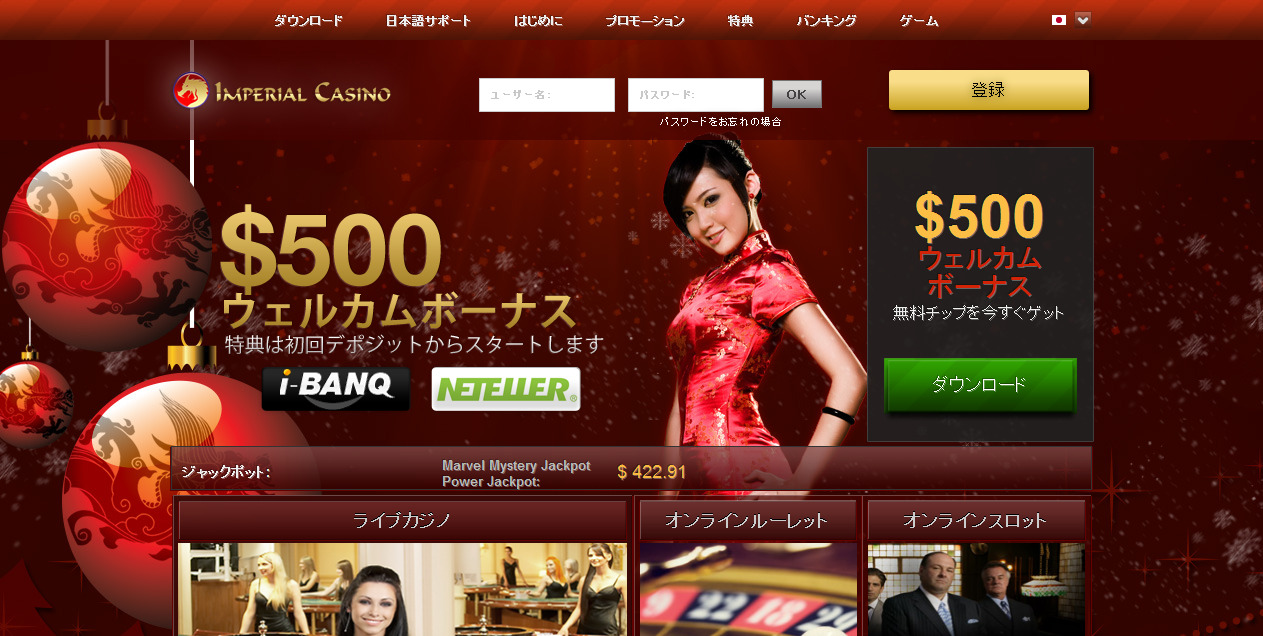 ダウンロード 日本語サポート はじめに プロモーション 特典 バンキング ゲーム
IMPERIAL CASINO
ユーザー名:
パスワード:
OK
登録
パスワードをお忘れの場合
$500
ウェルカムボーナス
特典は初回デポジットからスタートします
i-BANQ
NETELLER®
$500
ウェルカム
ボーナス
無料チップを今すぐゲット
ダウンロード
ジャックポット:
Marvel Mystery Jackpot
Power Jackpot:
$ 422.91
ライブカジノ
オンラインルーレット
オンラインスロット
9 22 18 29